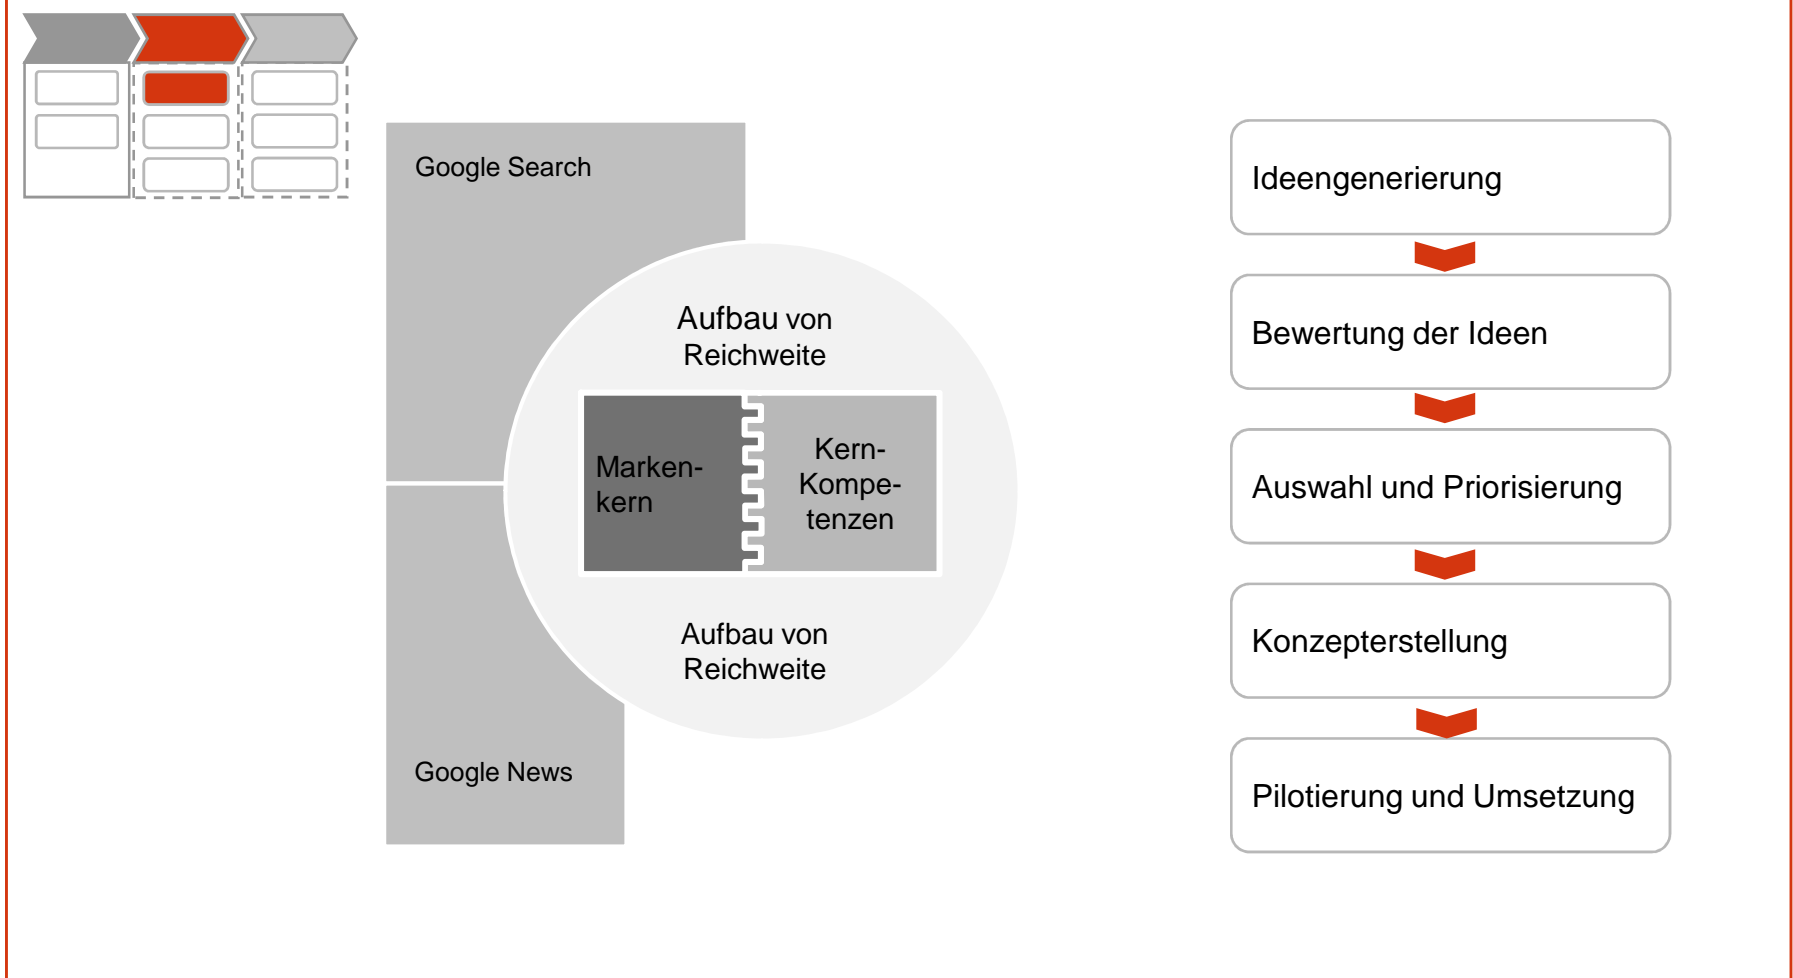 Google Search
Aufbau von
Reichweite
Marken-
kern
Kern-
Kompe-
tenzen
Aufbau von
Reichweite
Google News
Ideengenerierung
Bewertung der Ideen
Auswahl und Priorisierung
Konzepterstellung
Pilotierung und Umsetzung